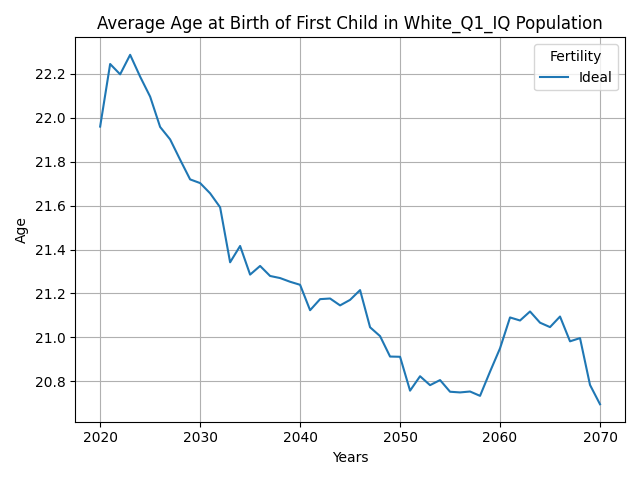 Average Age at Birth of First Child in White_Q1_IQ Population
Fertility
Ideal
22.2
22.0
21.8
21.6
21.4
21.2
21.0
20.8
Age
2020 2030 2040 2050 2060 2070
Years